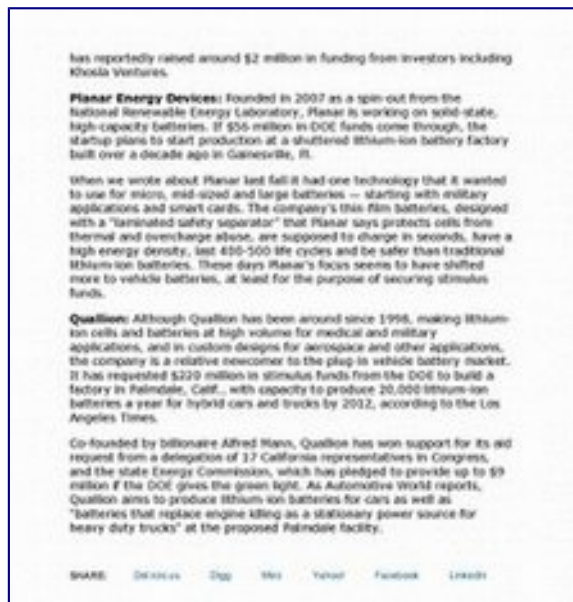 has reportedly raised around $2 million in funding from investors including
Khosla Ventures.
Planar Energy Devices: Founded in 2007 as a spin-out from the
National Renewable Energy Laboratory, Planar is working on solid-state,
high-capacity batteries. If $56 million in DOE funds come through, the
startup plans to start production at a shuttered lithium-ion battery factory
built over a decade ago in Gainesville, Fl.
When we wrote about Planar last fall it had one technology that it wanted
to use for micro, mid-sized and large batteries — starting with military
applications and smart cards. The company's thin film batteries, designed
with a "laminated safety separator" that Planar says protects cells from
thermal and overcharge abuse, are supposed to charge in seconds, have a
high energy density, last 400-500 life cycles and be safer than traditional
lithium-ion batteries. These days Planar's focus seems to have shifted
more to vehicle batteries, at least for the purpose of securing stimulus
funds.
Quallion: Although Quallion has been around since 1998, making lithium-
ion cells and batteries at high volume for medical and military
applications, and in custom designs for aerospace and other applications,
the company is a relative newcomer to the plug-in vehicle battery market.
It has requested $220 million in stimulus funds from the DOE to build a
factory in Palmdale, Calif., with capacity to produce 20,000 lithium-ion
batteries a year for hybrid cars and trucks by 2012, according to the Los
Angeles Times.
Co-founded by billionaire Alfred Mann, Quallion has won support for its aid
request from a delegation of 17 California representatives in Congress,
and the state Energy Commission, which has pledged to provide up to $9
million if the DOE gives the green light. As Automotive World reports,
Quallion aims to produce lithium ion batteries for cars as well as
"batteries that replace engine idling as a stationary power source for
heavy duty trucks" at the proposed Palmdale facility.
SHARE: Del.icio.us Digg Mixx Yahoo! Facebook LinkedIn